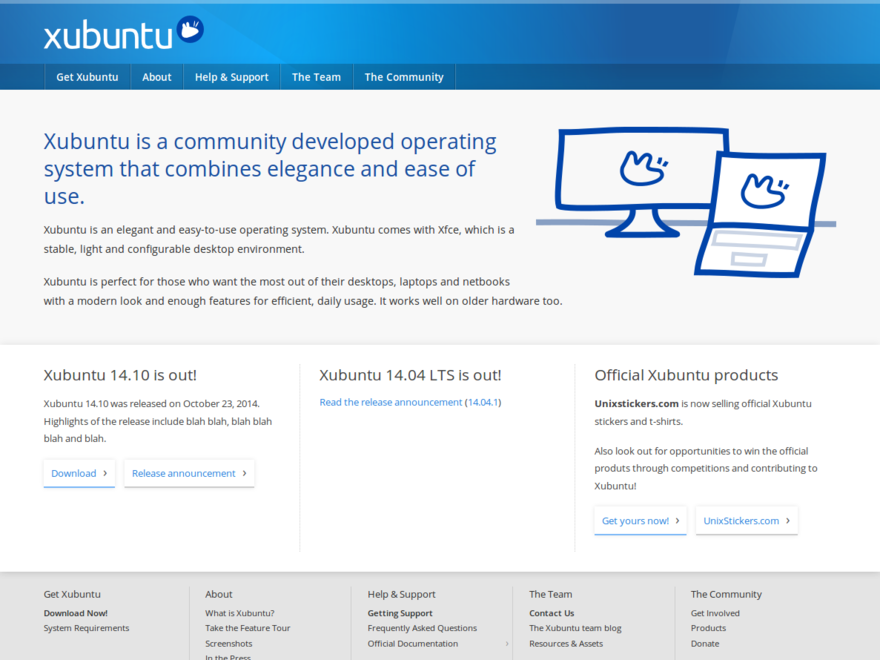 xubuntu
Get Xubuntu
About
Help & Support
The Team
The Community
Xubuntu is a community developed operating
system that combines elegance and ease of
use.
Xubuntu is an elegant and easy-to-use operating system. Xubuntu comes with Xfce, which is a
stable, light and configurable desktop environment.
Xubuntu is perfect for those who want the most out of their desktops, laptops and netbooks
with a modern look and enough features for efficient, daily usage. It works well on older hardware too.
Xubuntu 14.10 is out!
Xubuntu 14.10 was released on October 23, 2014.
Highlights of the release include blah blah, blah blah
blah and blah.
Download ›
Release announcement ›
Xubuntu 14.04 LTS is out!
Read the release announcement (14.04.1)
Official Xubuntu products
Unixstickers.com is now selling official Xubuntu
stickers and t-shirts.
Also look out for opportunities to win the official
produts through competitions and contributing to
Xubuntu!
Get yours now! ›
UnixStickers.com ›
Get Xubuntu
Download Now!
System Requirements
About
What is Xubuntu?
Take the Feature Tour
Screenshots
In the Press
Help & Support
Getting Support
Frequently Asked Questions
Official Documentation ›
The Team
Contact Us
The Xubuntu team blog
Resources & Assets
The Community
Get Involved
Products
Donate